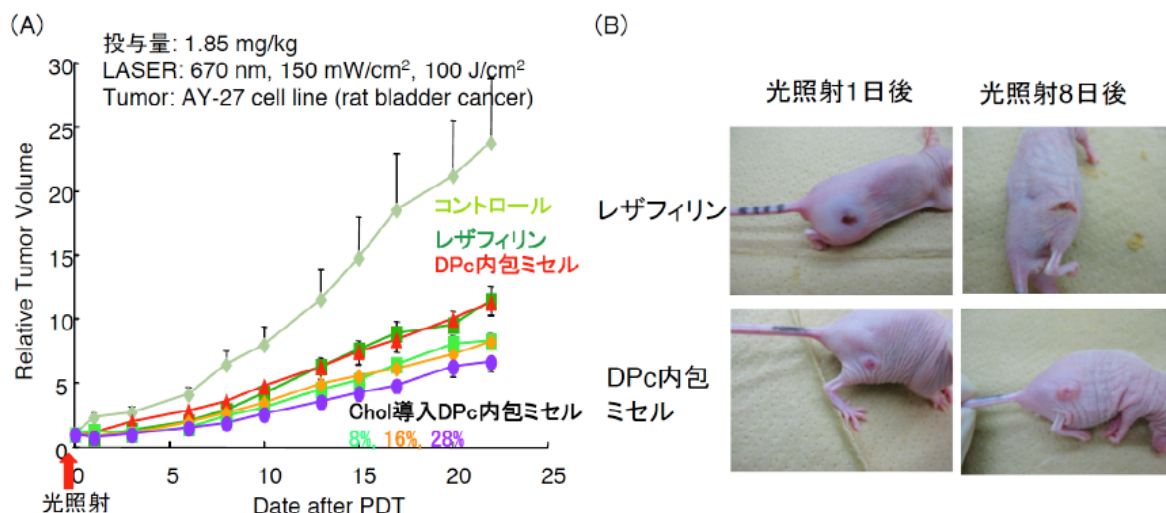 (A)
投与量: 1.85 mg/kg
LASER: 670 nm, 150 mW/cm², 100 J/cm²
Tumor: AY-27 cell line (rat bladder cancer)
Relative Tumor Volume
30
25
20
15
10
5
0
コントロール
レザフィリン
DPc内包ミセル
Chol導入DPc内包ミセル
8%, 16%, 28%
0 5 10 15 20 25
光照射
Date after PDT
(B)
光照射1日後 光照射8日後
レザフィリン
DPc内包
ミセル